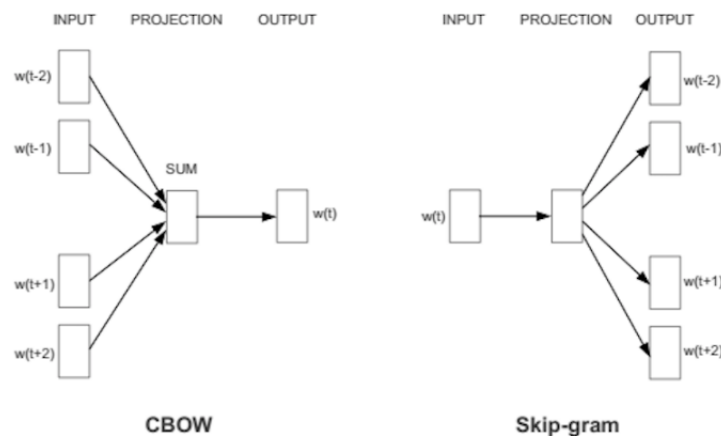 INPUT PROJECTION OUTPUT
w(t-2)
w(t-1)
SUM
w(t)
w(t+1)
w(t+2)
CBOW
INPUT PROJECTION OUTPUT
w(t-2)
w(t-1)
w(t)
w(t+1)
w(t+2)
Skip-gram